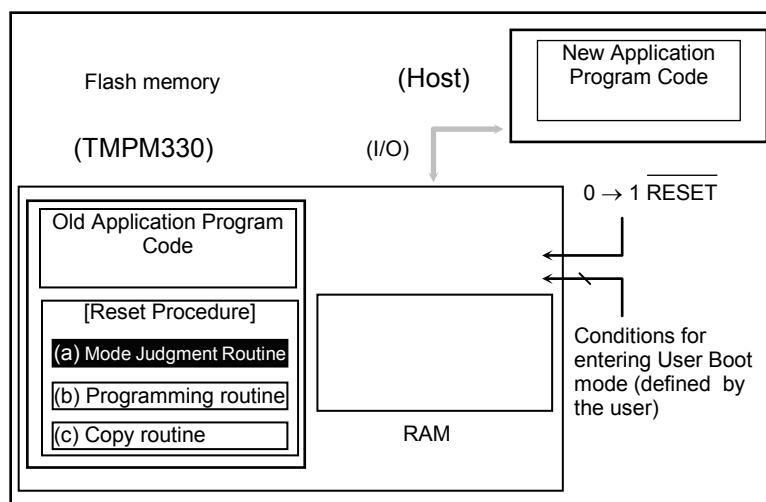 New Application
Program Code
Flash memory
(Host)
(TMPM330)
(I/O)
0 → 1 RESET
Old Application Program
Code
[Reset Procedure]
(a) Mode Judgment Routine
(b) Programming routine
(c) Copy routine
RAM
Conditions for
entering User Boot
mode (defined by
the user)